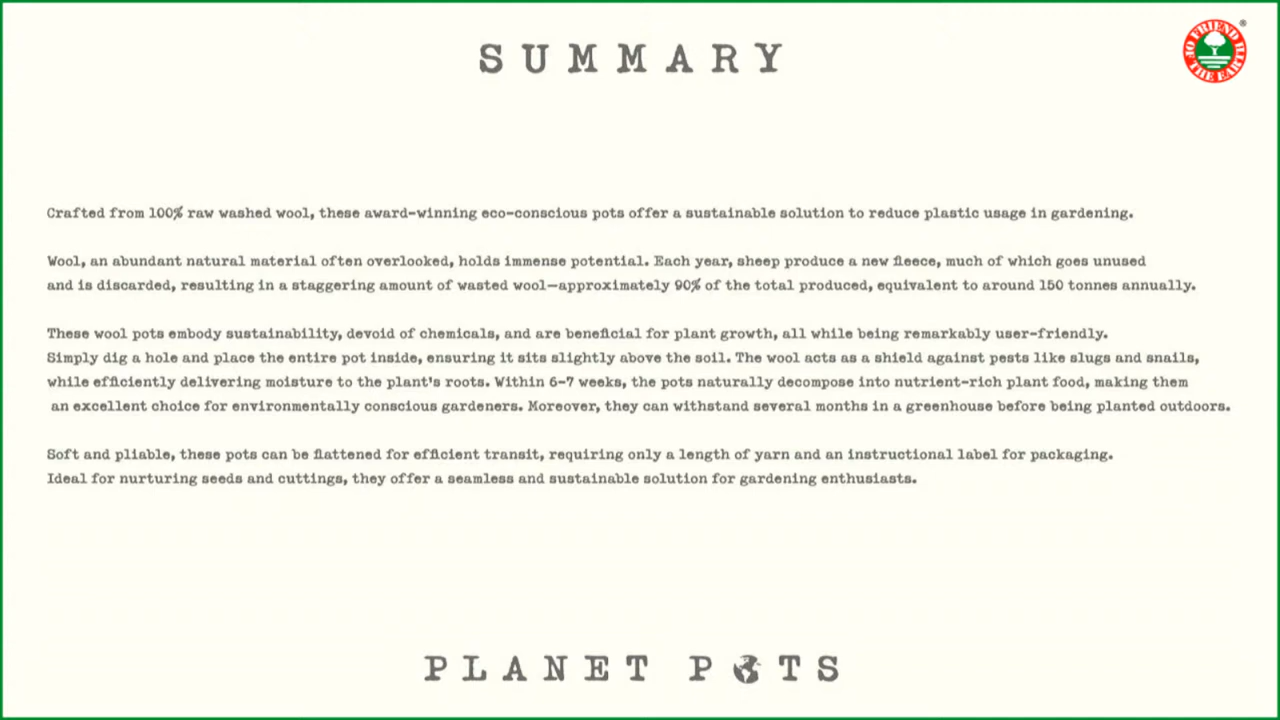 SUMMARY
®
Crafted from 100% raw washed wool, these award-winning eco-conscious pots offer a sustainable solution to reduce plastic usage in gardening.
Wool, an abundant natural material often overlooked, holds immense potential. Each year, sheep produce a new fleece, much of which goes unused
and is discarded, resulting in a staggering amount of wasted wool—approximately 90% of the total produced, equivalent to around 150 tonnes annually.
These wool pots embody sustainability, devoid of chemicals, and are beneficial for plant growth, all while being remarkably user-friendly.
Simply dig a hole and place the entire pot inside, ensuring it sits slightly above the soil. The wool acts as a shield against pests like slugs and snails,
while efficiently delivering moisture to the plant's roots. Within 6-7 weeks, the pots naturally decompose into nutrient-rich plant food, making them
an excellent choice for environmentally conscious gardeners. Moreover, they can withstand several months in a greenhouse before being planted outdoors.
Soft and pliable, these pots can be flattened for efficient transit, requiring only a length of yarn and an instructional label for packaging.
Ideal for nurturing seeds and cuttings, they offer a seamless and sustainable solution for gardening enthusiasts.
PLANET POTS